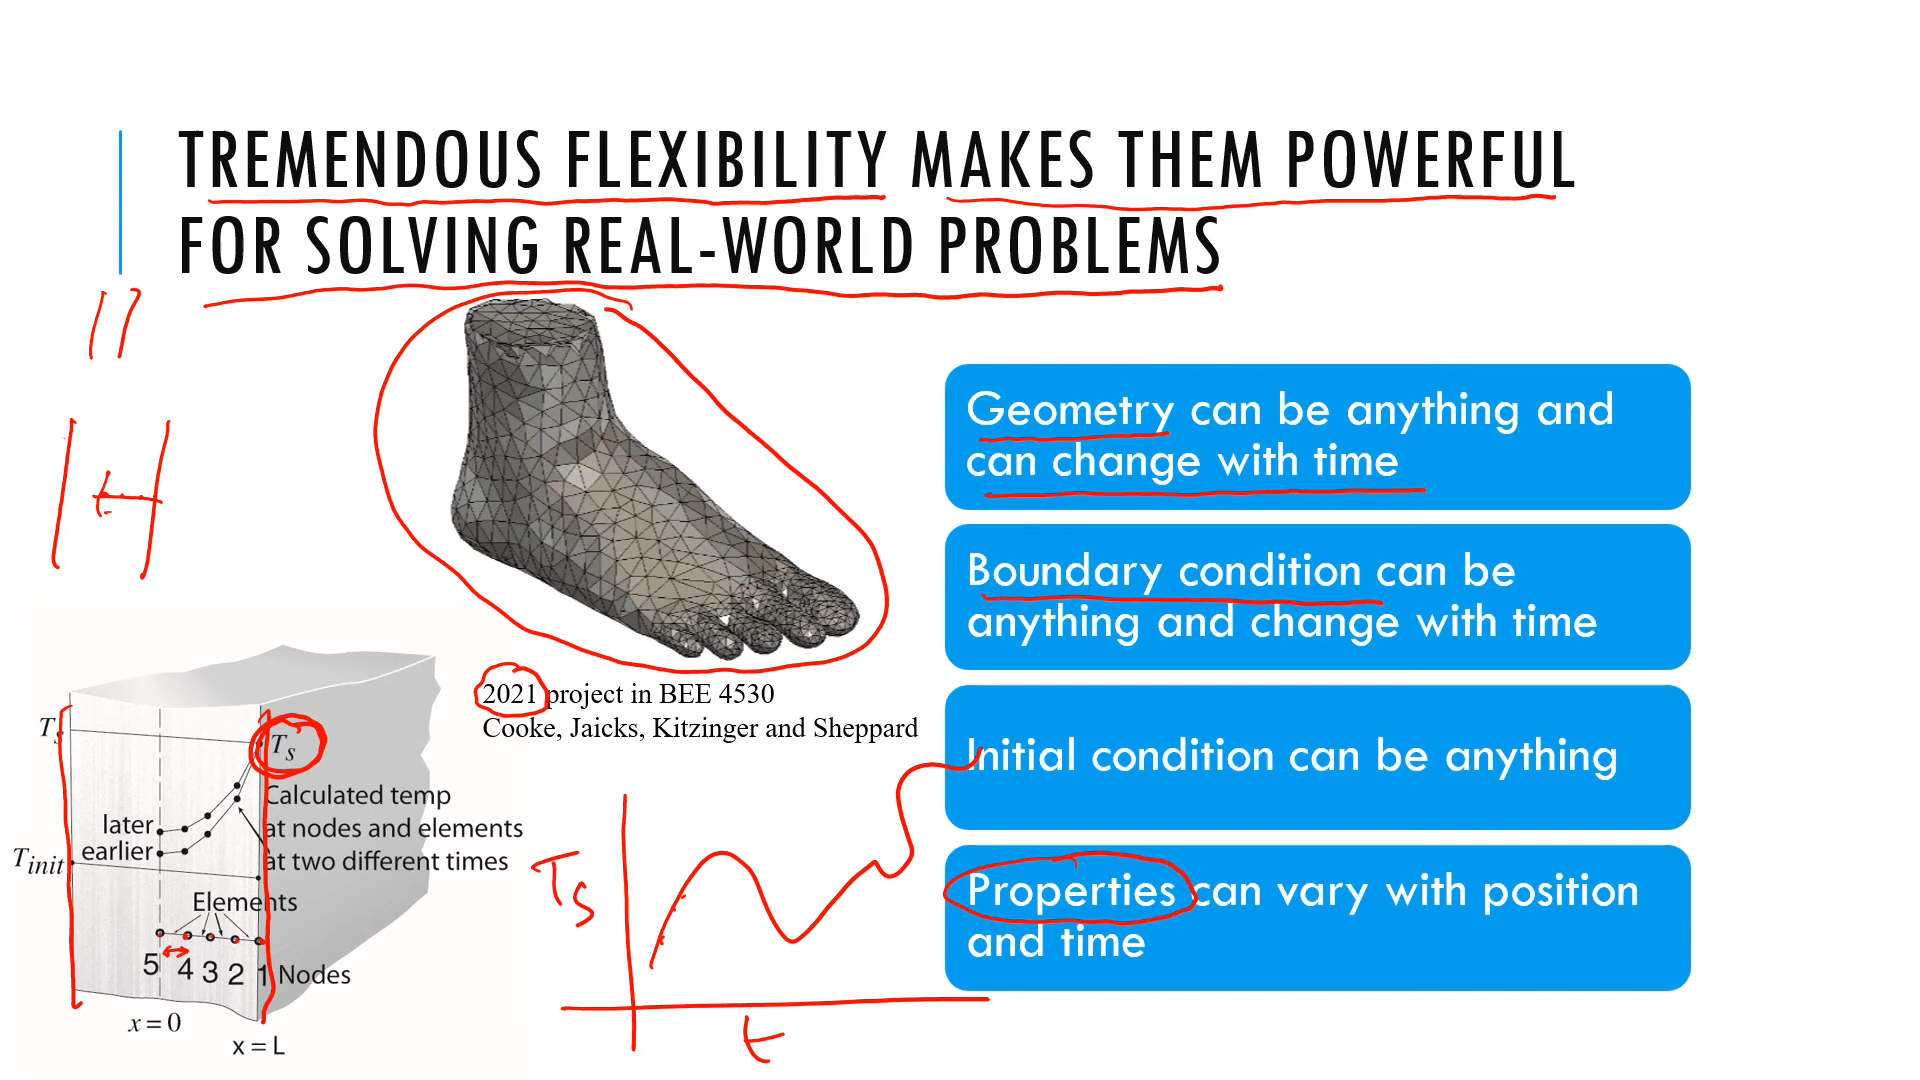 TREMENDOUS FLEXIBILITY MAKES THEM POWERFUL
FOR SOLVING REAL-WORLD PROBLEMS
Geometry can be anything and
can change with time
Boundary condition can be
anything and change with time
Initial condition can be anything
Properties can vary with position
and time
2021 project in BEE 4530
Cooke, Jaicks, Kitzinger and Sheppard
Ts
Ts
Calculated temp
at nodes and elements
at two different times
later
earlier
Tinit
Elements
5 4 3 2 1 Nodes
x = 0
x = L
Ts
t